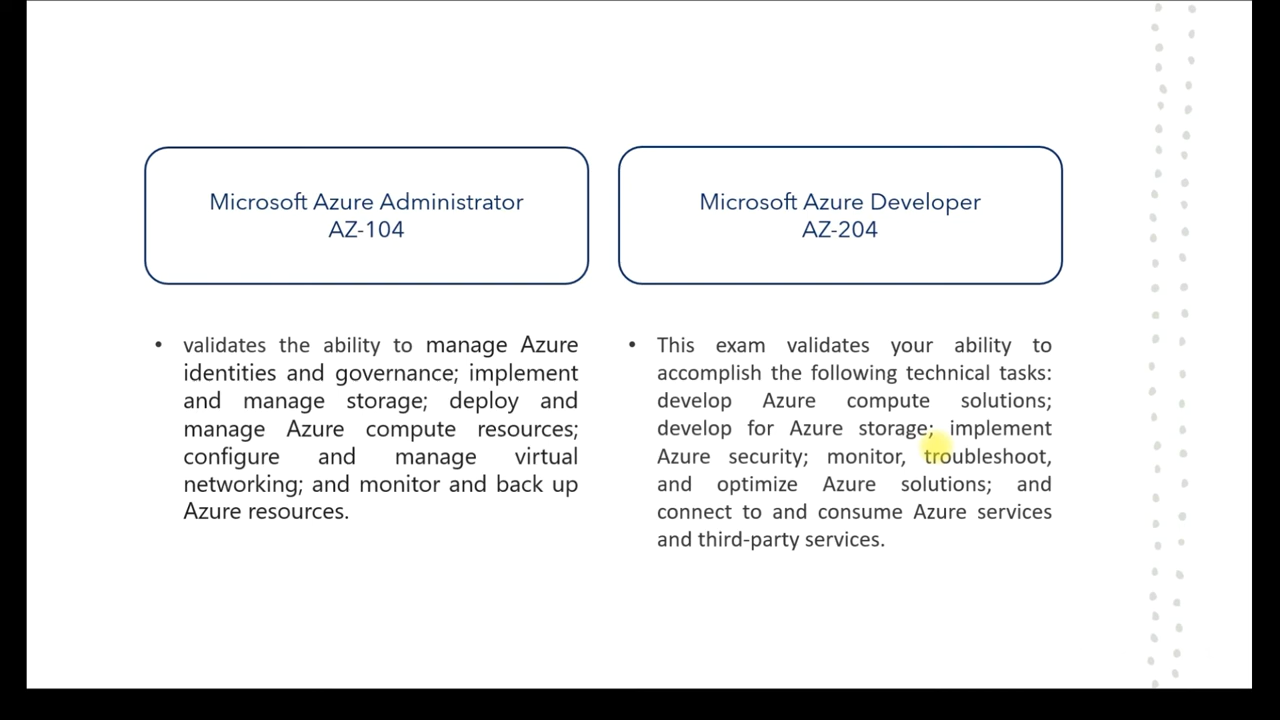 Microsoft Azure Administrator
AZ-104
Microsoft Azure Developer
AZ-204
• validates the ability to manage Azure
identities and governance; implement
and manage storage; deploy and
manage Azure compute resources;
configure and manage virtual
networking; and monitor and back up
Azure resources.
• This exam validates your ability to
accomplish the following technical tasks:
develop Azure compute solutions;
develop for Azure storage; implement
Azure security; monitor, troubleshoot,
and optimize Azure solutions; and
connect to and consume Azure services
and third-party services.